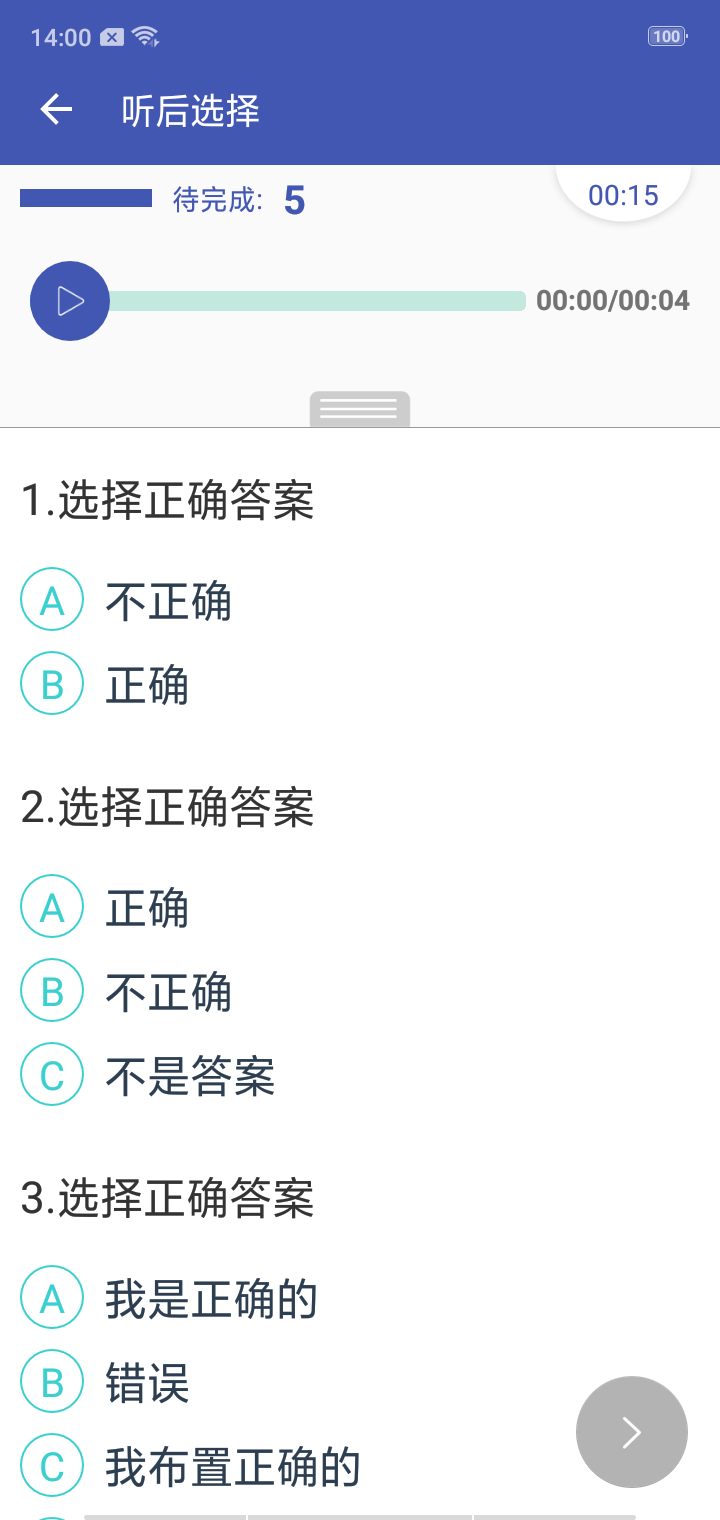 14:00
100
听后选择
待完成: 5
00:15
00:00/00:04
1.选择正确答案
A 不正确
B 正确
2.选择正确答案
A 正确
B 不正确
C 不是答案
3.选择正确答案
A 我是正确的
B 错误
C 我布置正确的